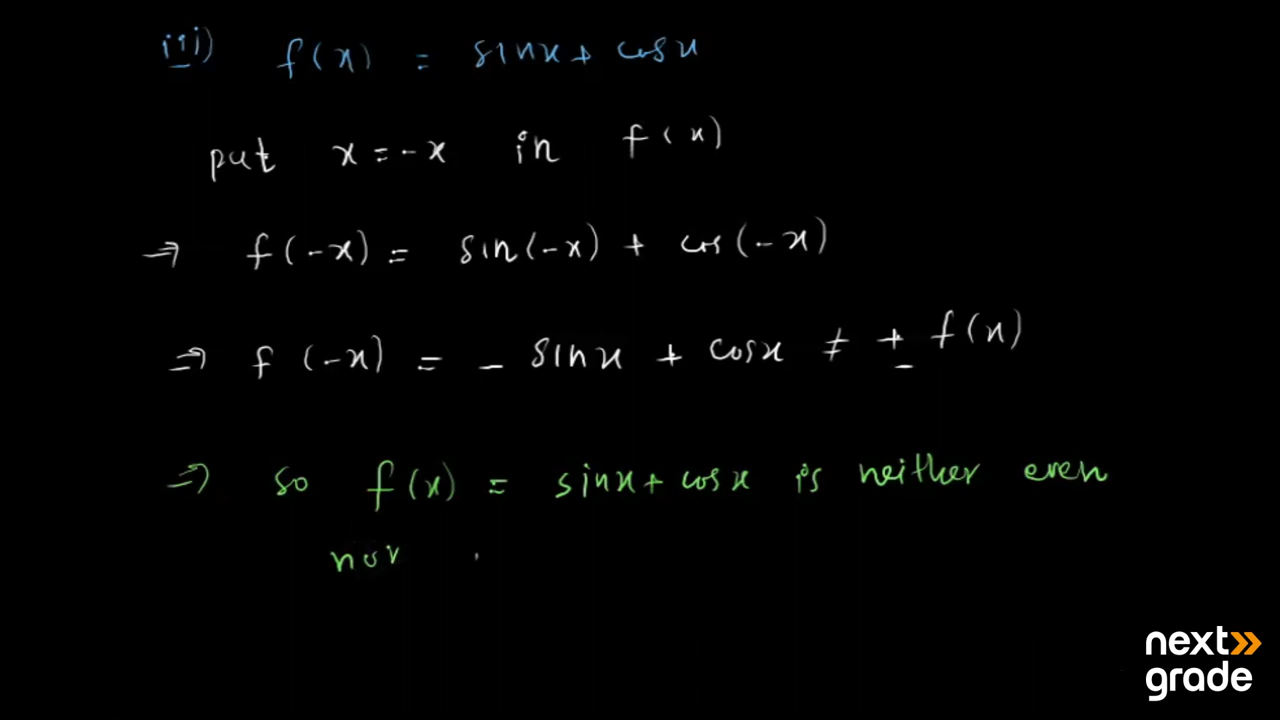 iii) f(x) = sinx + cosx
put x = -x in f(x)
⇒ f(-x) = sin(-x) + cos(-x)
⇒ f(-x) = - sinx + cosx ≠ ± f(x)
⇒ so f(x) = sinx + cosx is neither even
nor
next»
grade